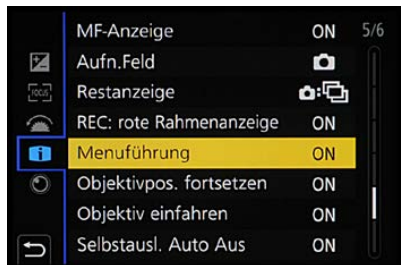 MF-Anzeige ON 5/6
Aufn.Feld
Restanzeige
REC: rote Rahmenanzeige ON
Menuführung ON
Objektivpos. fortsetzen ON
Objektiv einfahren ON
Selbstausl. Auto Aus ON